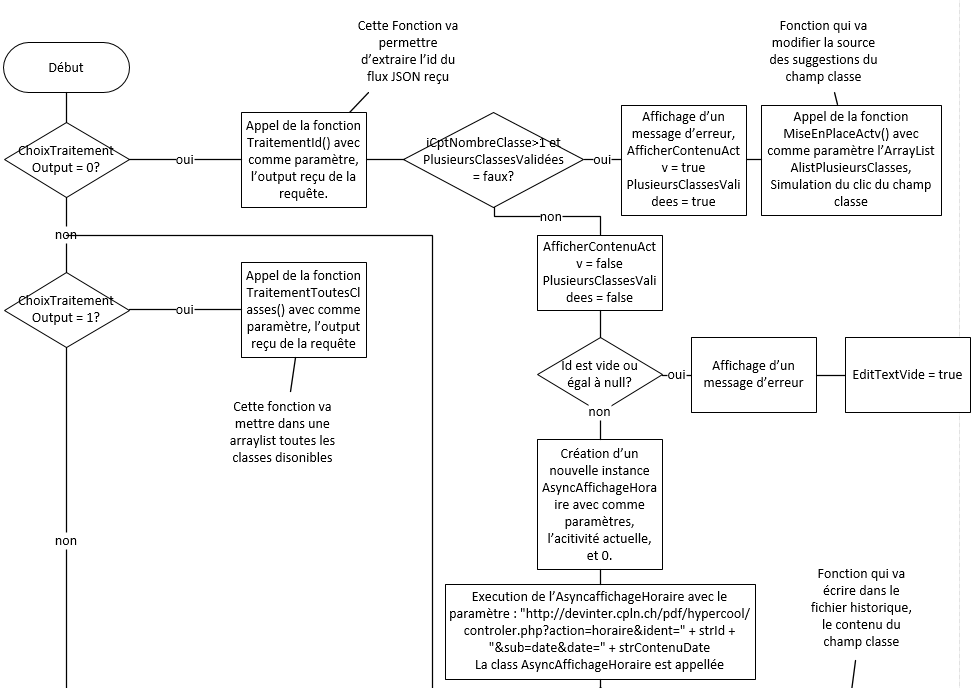 Cette Fonction va
permettre
d'extraire l'id du
flux JSON reçu
Fonction qui va
modifier la source
des suggestions du
champ classe
Début
ChoixTraitement
Output = 0?
oui
Appel de la fonction
TraitementId() avec
comme paramètre,
l'output reçu de la
requête.
iCptNombreClasse>1 et
PlusieursClassesValidées
= faux?
oui
Affichage d'un
message d'erreur,
AfficherContenuAct
v = true
PlusieursClassesVali
dees = true
Appel de la fonction
MiseEnPlaceActv() avec
comme paramètre l'ArrayList
AlistPlusieursClasses,
Simulation du clic du champ
classe
non
non
AfficherContenuAct
v = false
PlusieursClassesVali
dees = false
ChoixTraitement
Output = 1?
oui
Appel de la fonction
TraitementToutesCl
asses() avec comme
paramètre, l'output
reçu de la requête
Id est vide ou
égal à null?
oui
Affichage d'un
message d'erreur
EditTextVide = true
non
Cette fonction va
mettre dans une
arraylist toutes les
classes disonibles
Création d'un
nouvelle instance
AsyncAffichageHora
ire avec comme
paramètres,
l'acitivité actuelle,
et 0.
non
Execution de l'AsyncaffichageHoraire avec le
paramètre : "http://devinter.cpln.ch/pdf/hypercool/
controler.php?action=horaire&ident=" + strId +
"&sub=date&date=" + strContenuDate
La class AsyncAffichageHoraire est appellée
Fonction qui va
écrire dans le
fichier historique,
le contenu du
champ classe